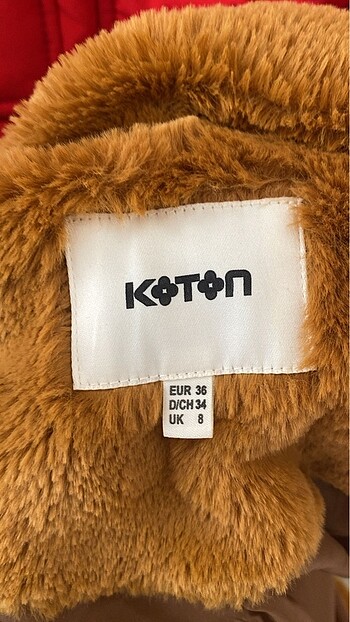 KOTON
EUR 36
D/CH 34
UK 8